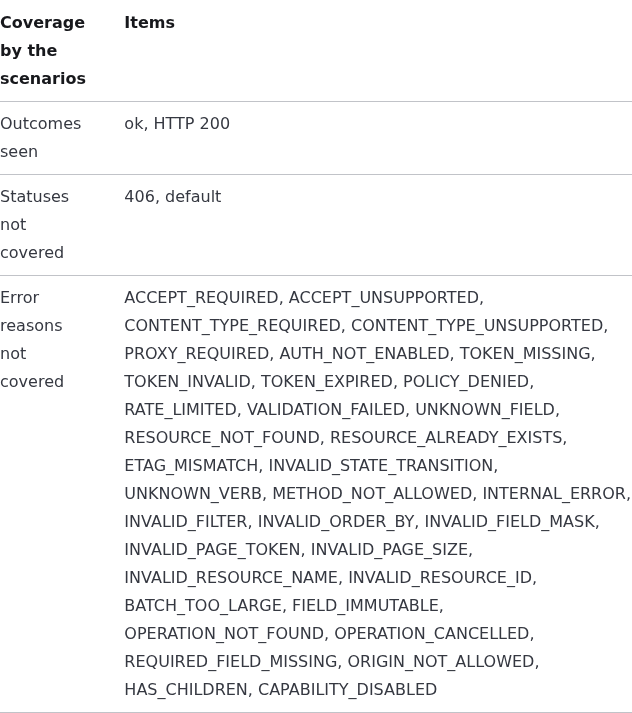 Coverage by the scenarios
Items
Outcomes seen
ok, HTTP 200
Statuses not covered
406, default
Error reasons not covered
ACCEPT_REQUIRED, ACCEPT_UNSUPPORTED,
CONTENT_TYPE_REQUIRED, CONTENT_TYPE_UNSUPPORTED,
PROXY_REQUIRED, AUTH_NOT_ENABLED, TOKEN_MISSING,
TOKEN_INVALID, TOKEN_EXPIRED, POLICY_DENIED,
RATE_LIMITED, VALIDATION_FAILED, UNKNOWN_FIELD,
RESOURCE_NOT_FOUND, RESOURCE_ALREADY_EXISTS,
ETAG_MISMATCH, INVALID_STATE_TRANSITION,
UNKNOWN_VERB, METHOD_NOT_ALLOWED, INTERNAL_ERROR,
INVALID_FILTER, INVALID_ORDER_BY, INVALID_FIELD_MASK,
INVALID_PAGE_TOKEN, INVALID_PAGE_SIZE,
INVALID_RESOURCE_NAME, INVALID_RESOURCE_ID,
BATCH_TOO_LARGE, FIELD_IMMUTABLE,
OPERATION_NOT_FOUND, OPERATION_CANCELLED,
REQUIRED_FIELD_MISSING, ORIGIN_NOT_ALLOWED,
HAS_CHILDREN, CAPABILITY_DISABLED